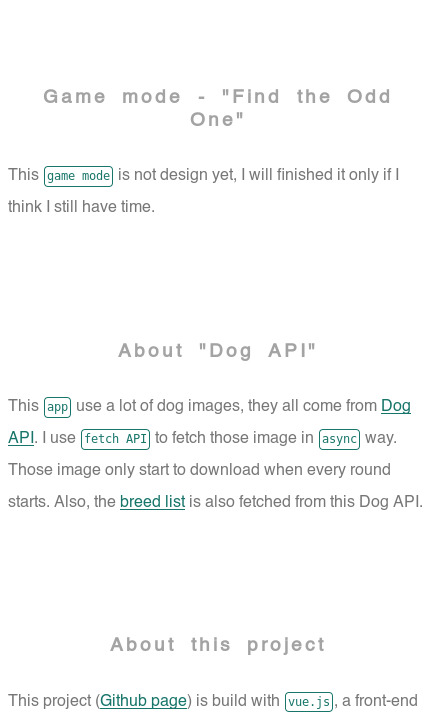 Game mode - "Find the Odd
One"
This game mode is not design yet, I will finished it only if I
think I still have time.
About "Dog API"
This app use a lot of dog images, they all come from Dog
API. I use fetch API to fetch those image in async way.
Those image only start to download when every round
starts. Also, the breed list is also fetched from this Dog API.
About this project
This project (Github page) is build with vue.js, a front-end